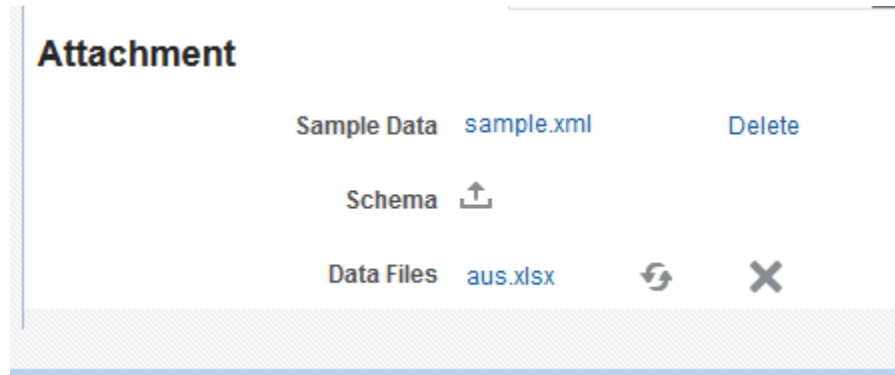 Attachment
Sample Data sample.xml Delete
Schema
Data Files aus.xlsx